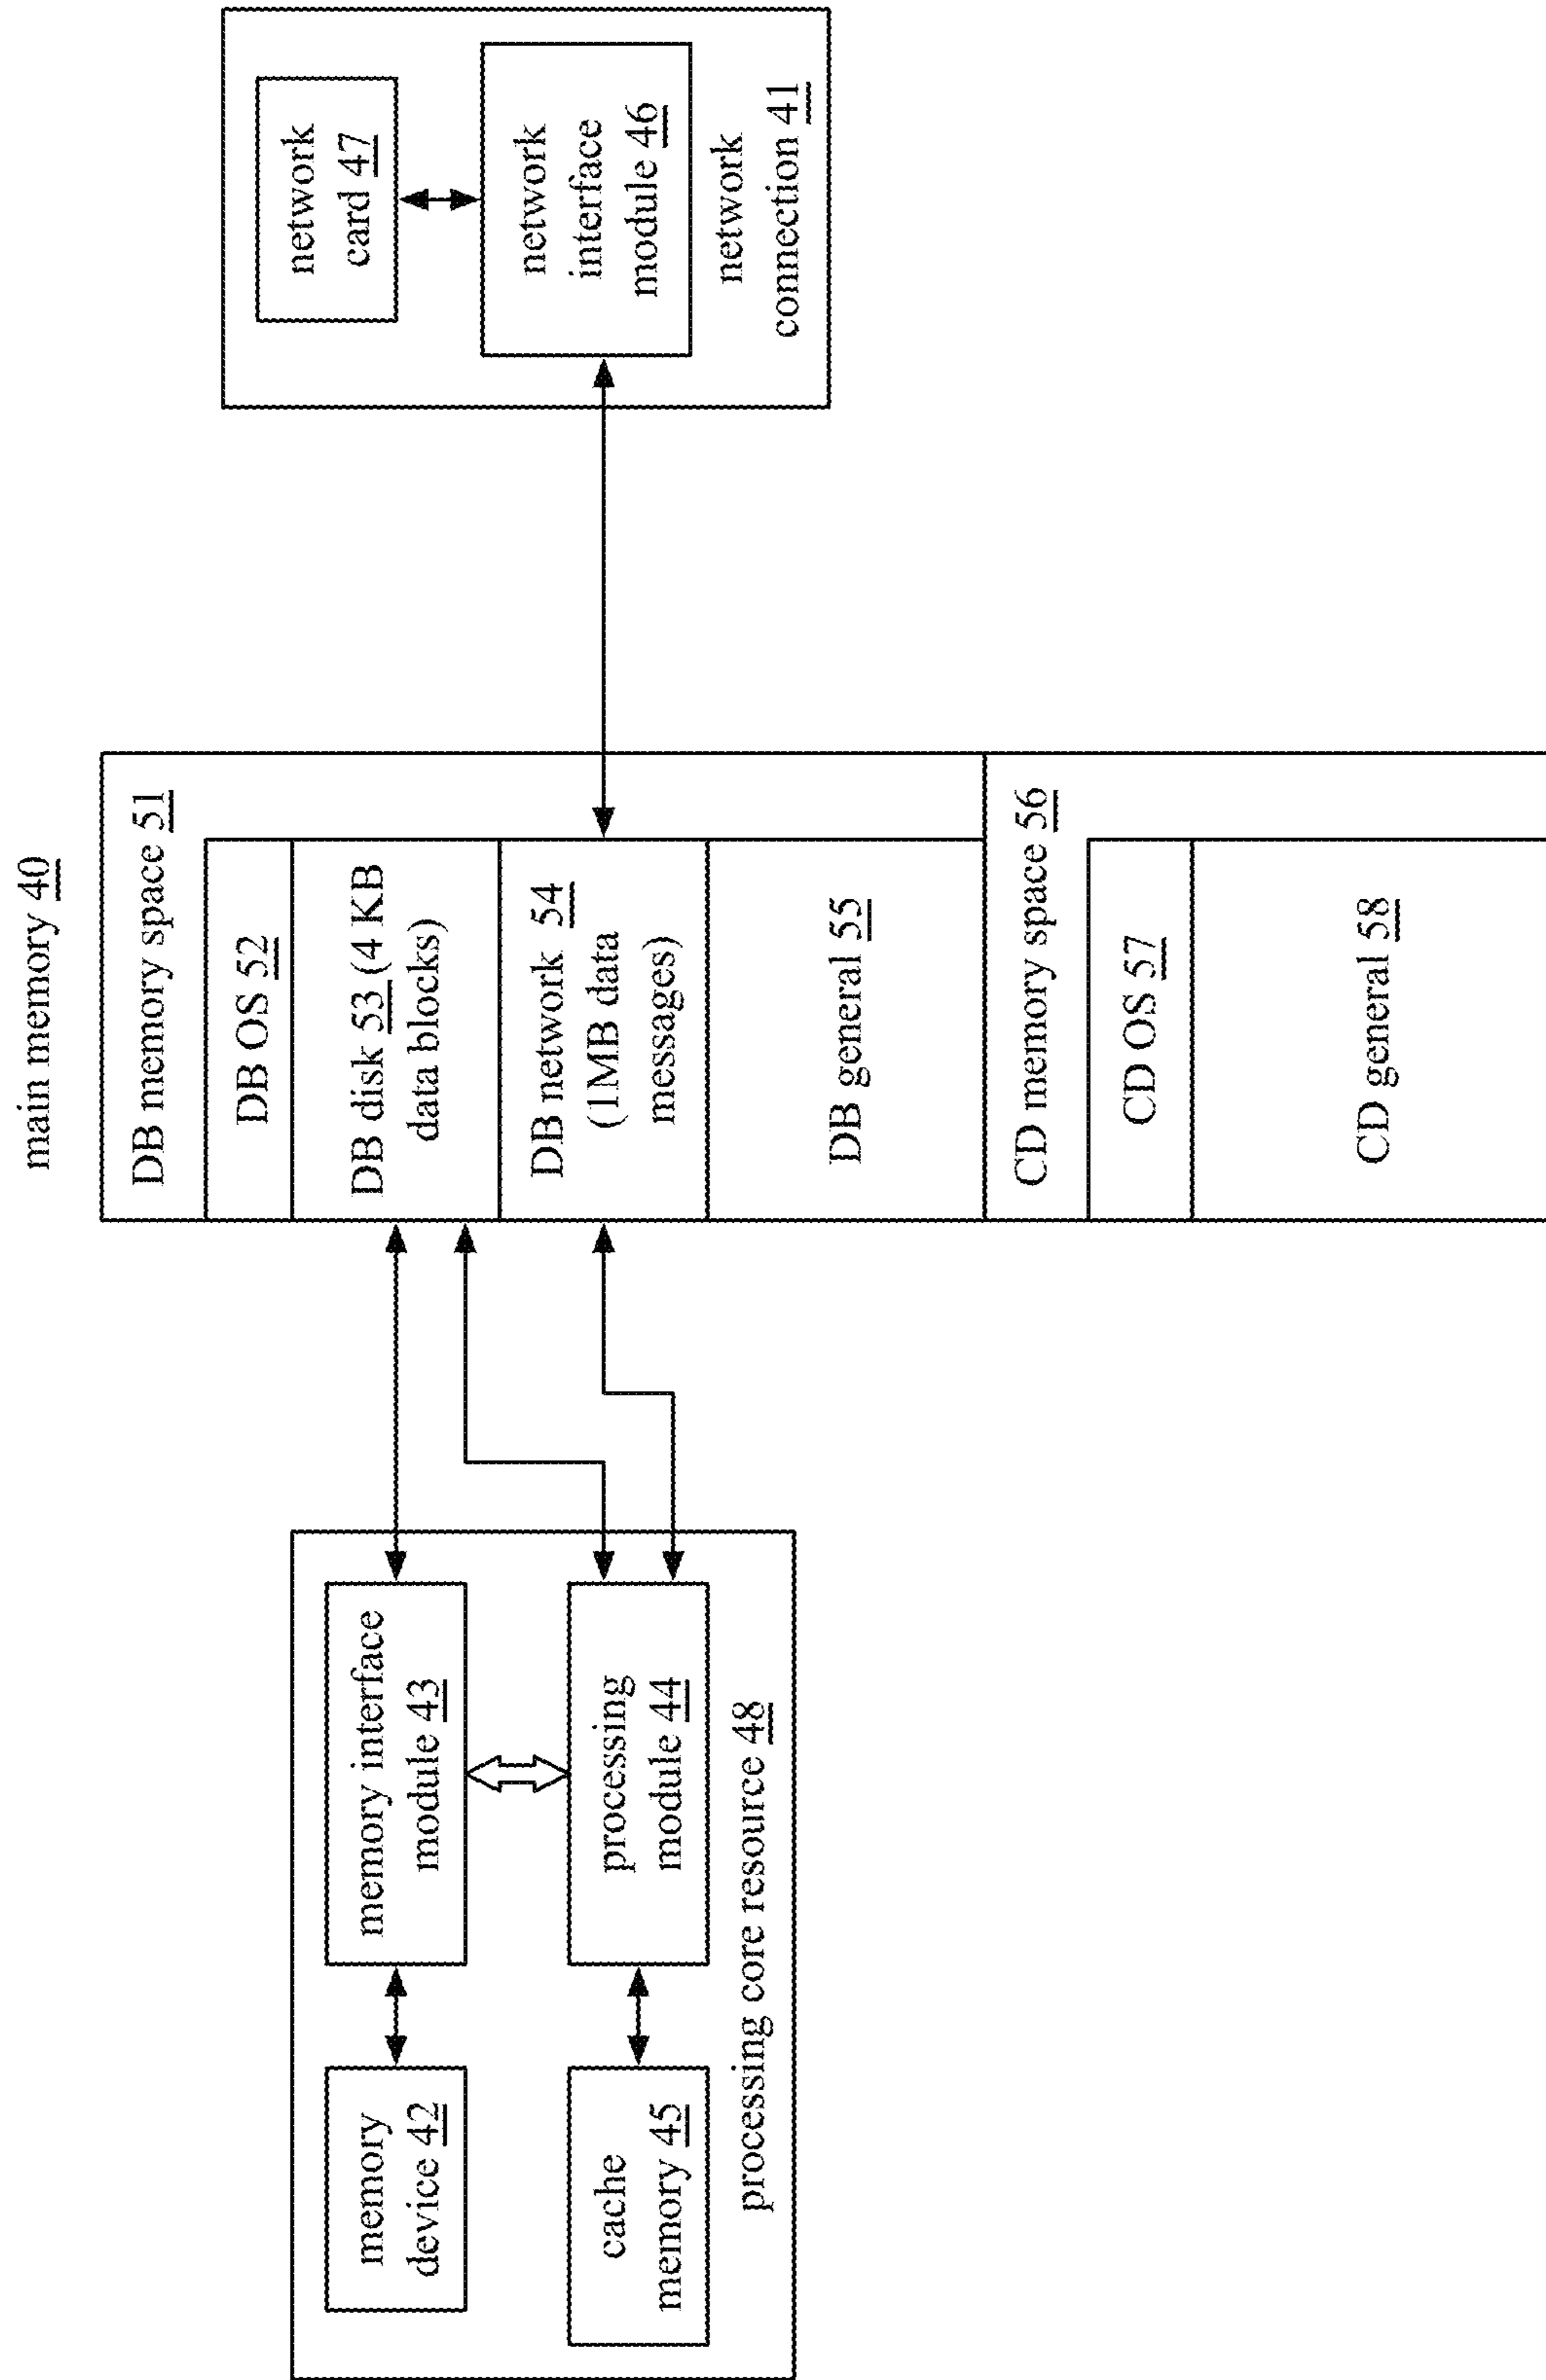 main memory 40
DB memory space 51
DB OS 52
DB disk 53 (4 KB
data blocks)
DB network 54
(1MB data
messages)
DB general 55
CD memory space 56
CD OS 57
CD general 58
memory
device 42
memory interface
module 43
cache
memory 45
processing
module 44
processing core resource 48
network
card 47
network
interface
module 46
network
connection 41